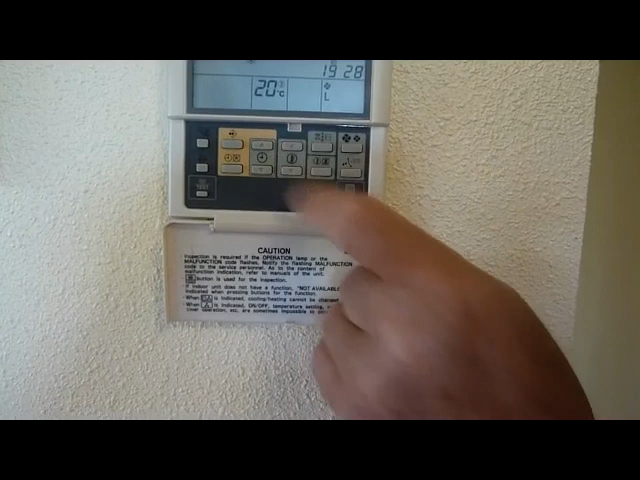 19 28
20 °C
L
TEST
CAUTION
Inspection is required if the OPERATION lamp or the
MALFUNCTION code flashes. Notify the flashing MALFUNCTION
code to the service personnel. As to the content of
malfunction indication, refer to manuals of the unit.
button is used for the inspection.
If indoor unit does not have a function, "NOT AVAILABLE
indicated when pressing buttons for the function.
When is indicated, cooling/heating cannot be changed
When is indicated, ON/OFF, temperature setting,
timer operation, etc. are sometimes impossible to